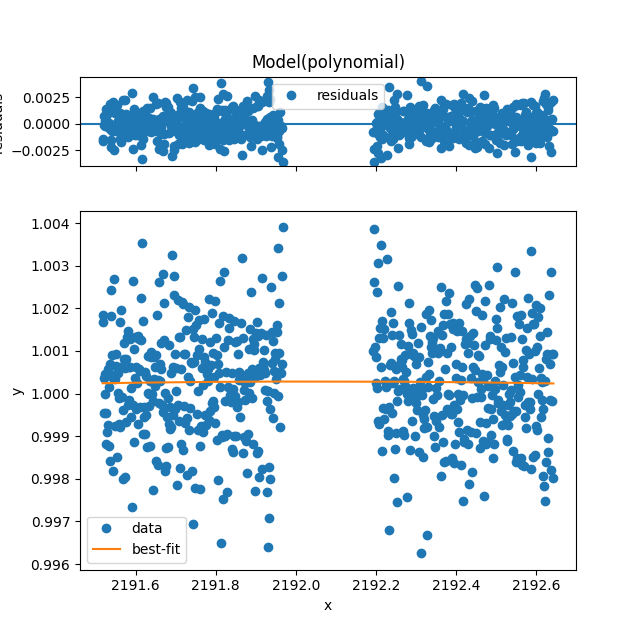 Model(polynomial)
0.0025
0.0000
−0.0025
residuals
residuals
1.004
1.003
1.002
1.001
1.000
0.999
0.998
0.997
0.996
y
data
best-fit
2191.6
2191.8
2192.0
2192.2
2192.4
2192.6
x